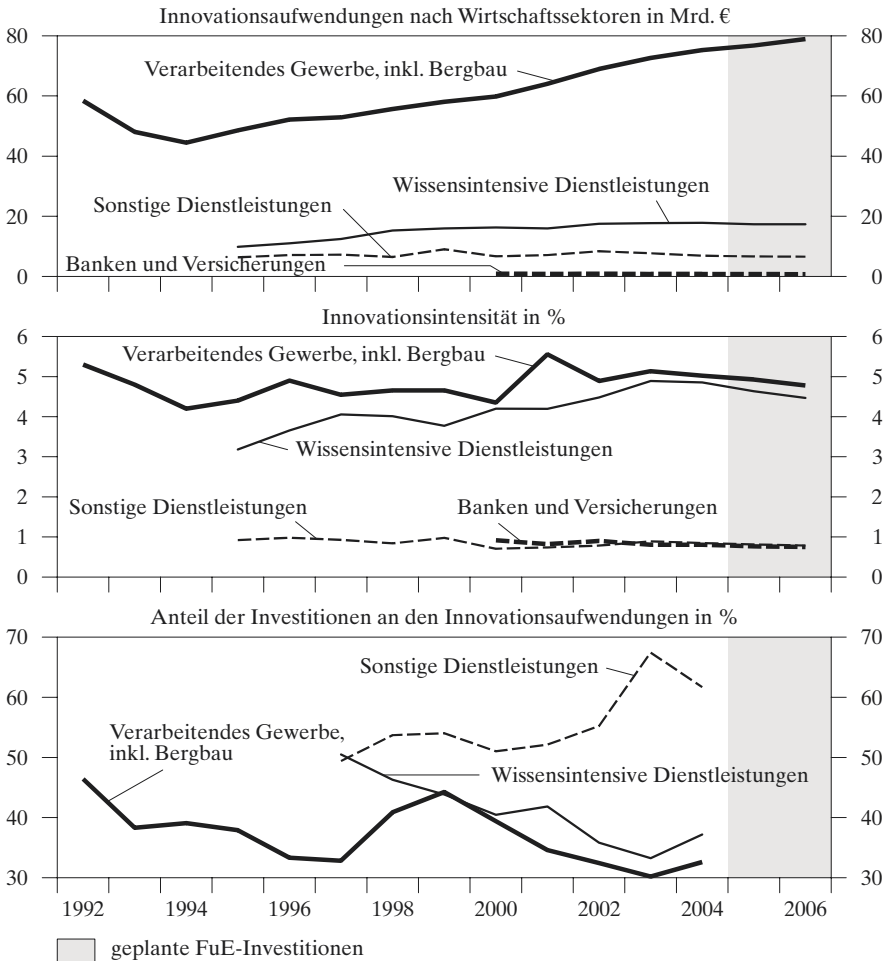 Innovationsaufwendungen nach Wirtschaftssektoren in Mrd. €
80 80
Verarbeitendes Gewerbe, inkl. Bergbau
60 60
40 40
Wissensintensive Dienstleistungen
Sonstige Dienstleistungen
20 20
Banken und Versicherungen
0 0
Innovationsintensität in %
6 6
Verarbeitendes Gewerbe, inkl. Bergbau
5 5
4 4
Wissensintensive Dienstleistungen
3 3
2 2
Sonstige Dienstleistungen Banken und Versicherungen
1 1
0 0
Anteil der Investitionen an den Innovationsaufwendungen in %
70 70
Sonstige Dienstleistungen
60 60
Verarbeitendes Gewerbe,
inkl. Bergbau
50 50
Wissensintensive Dienstleistungen
40 40
30 30
1992 1994 1996 1998 2000 2002 2004 2006
geplante FuE-Investitionen